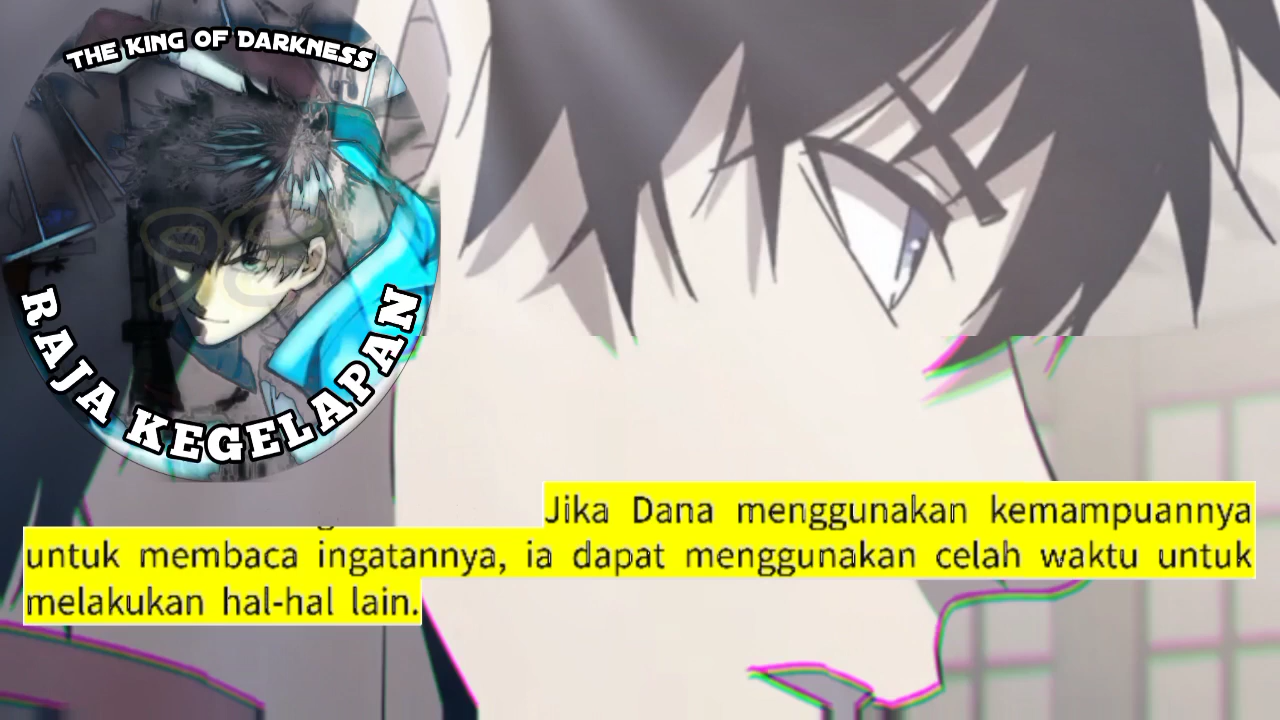 THE KING OF DARKNESS
RAJA KEGELAPAN
Jika Dana menggunakan kemampuannya
untuk membaca ingatannya, ia dapat menggunakan celah waktu untuk
melakukan hal-hal lain.